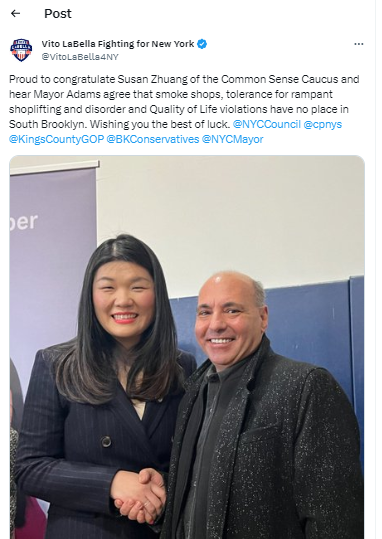 Post
Vito LaBella Fighting for New York
@VitoLaBella4NY
Proud to congratulate Susan Zhuang of the Common Sense Caucus and
hear Mayor Adams agree that smoke shops, tolerance for rampant
shoplifting and disorder and Quality of Life violations have no place in
South Brooklyn. Wishing you the best of luck. @NYCCouncil @cpnys
@KingsCountyGOP @BKConservatives @NYCMayor
ber